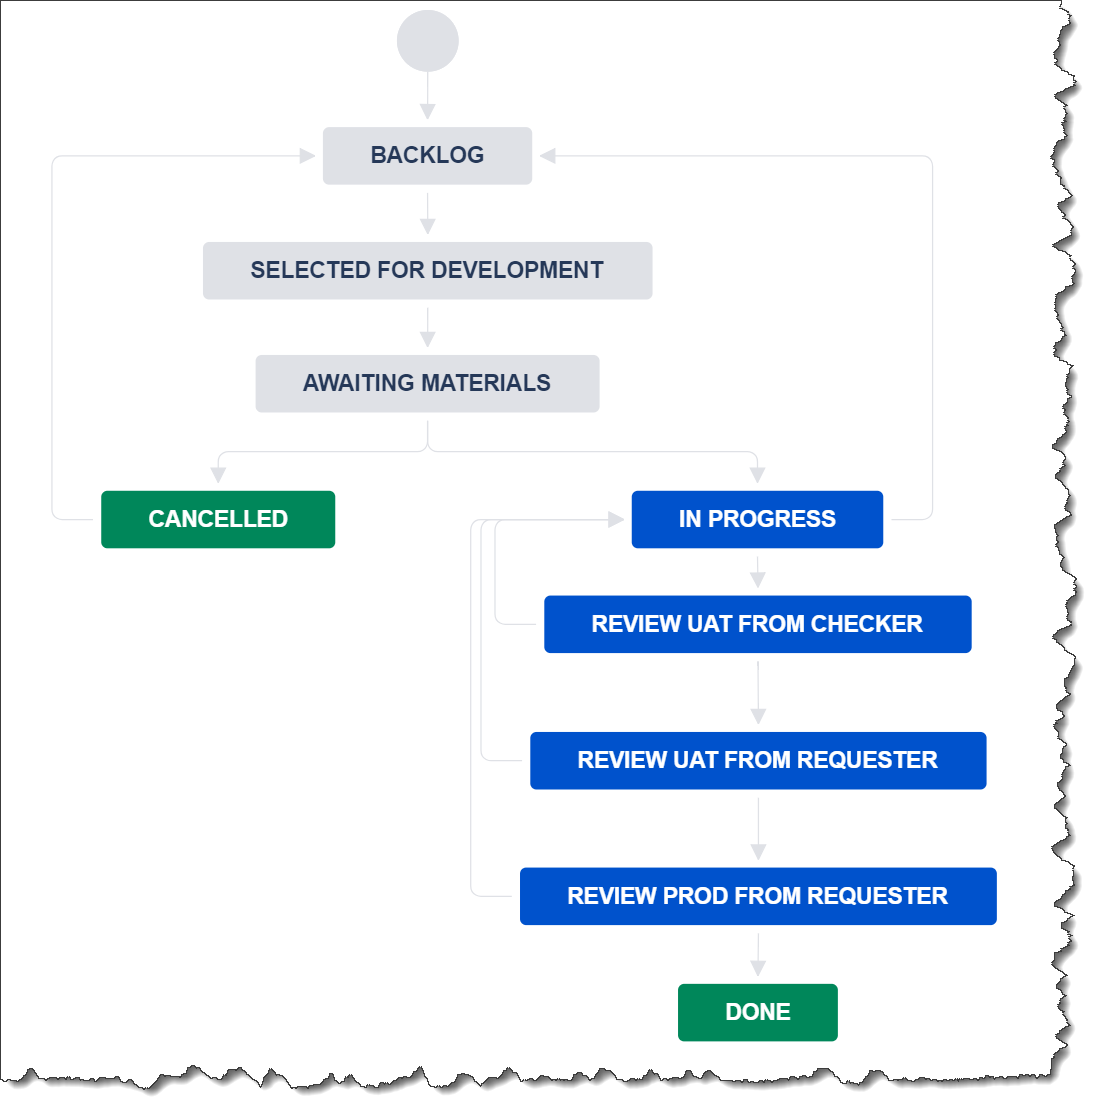 BACKLOG
SELECTED FOR DEVELOPMENT
AWAITING MATERIALS
CANCELLED
IN PROGRESS
REVIEW UAT FROM CHECKER
REVIEW UAT FROM REQUESTER
REVIEW PROD FROM REQUESTER
DONE